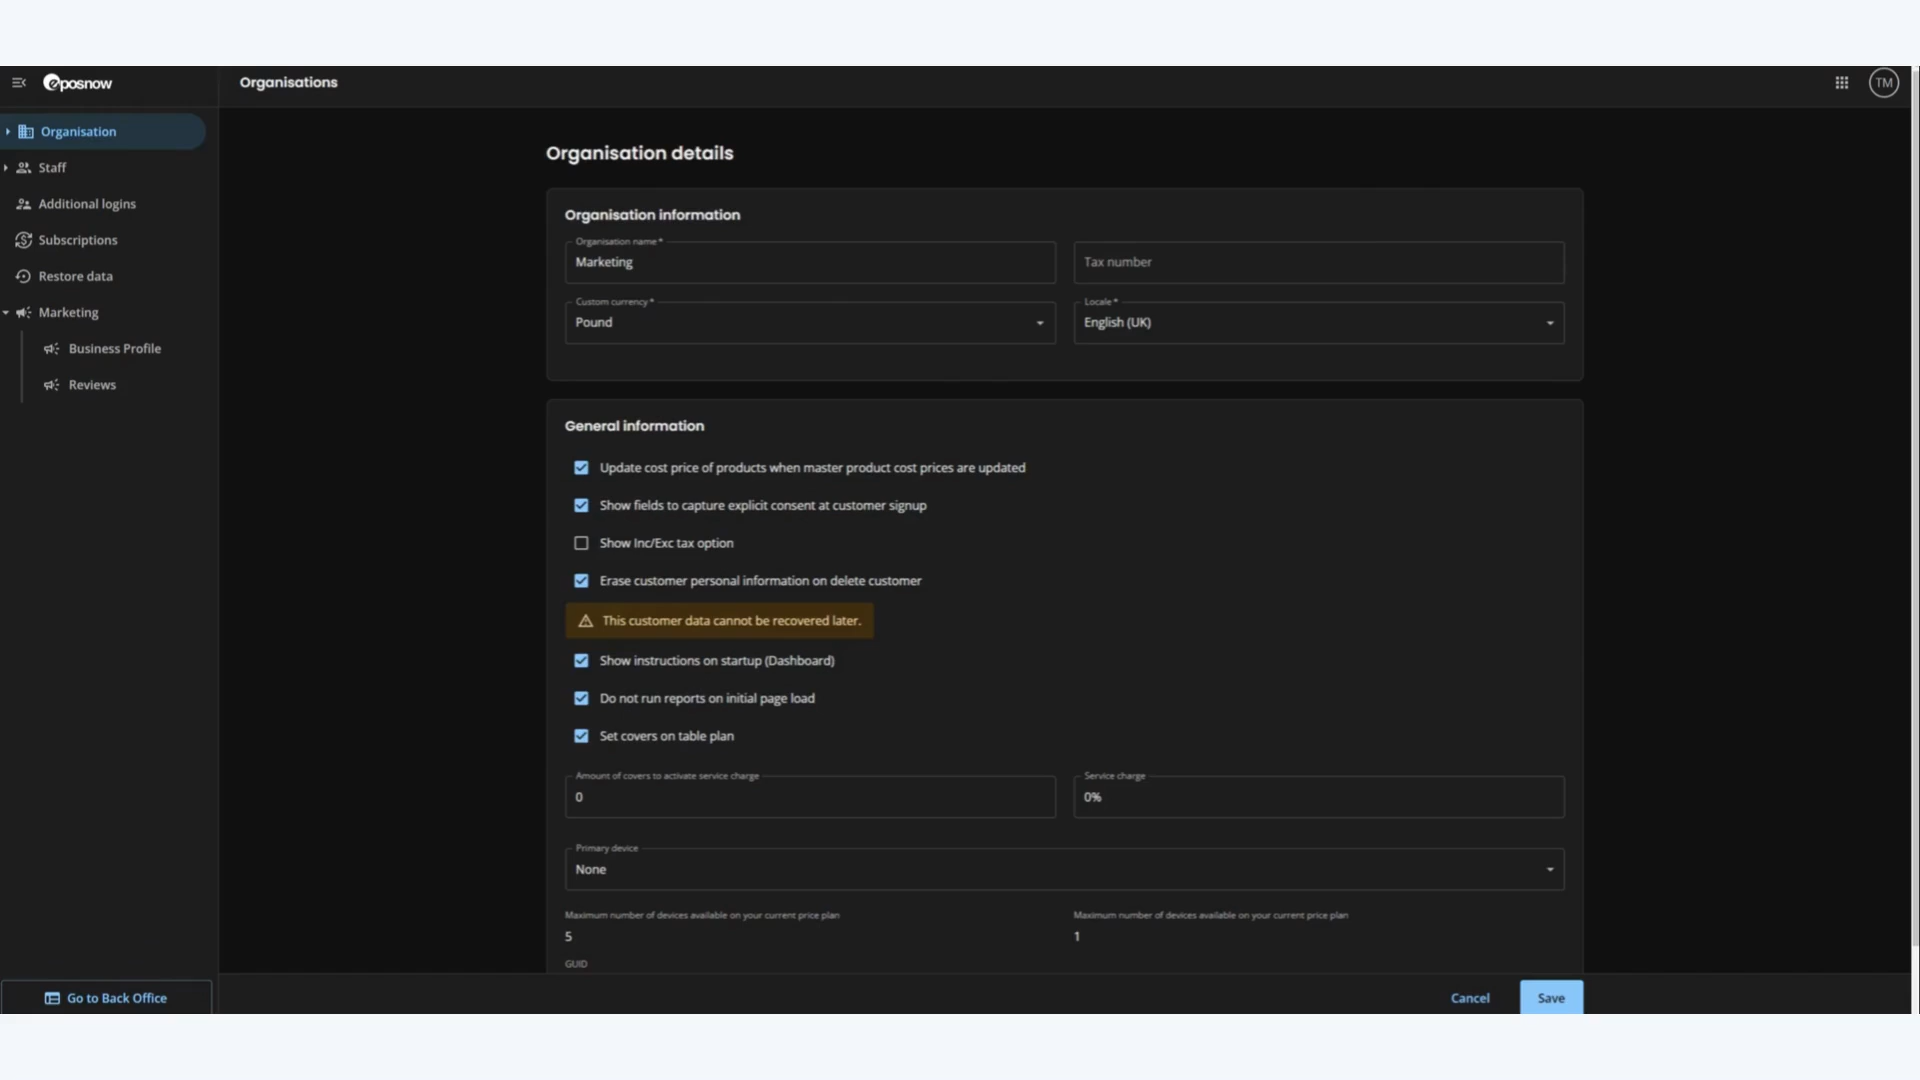 eposnow
Organisations
TM
Organisation
Staff
Additional logins
Subscriptions
Restore data
Marketing
Business Profile
Reviews
Go to Back Office
Organisation details
Organisation information
Organisation name *
Marketing
Tax number
Custom currency *
Pound
Locale *
English (UK)
General information
Update cost price of products when master product cost prices are updated
Show fields to capture explicit consent at customer signup
Show Inc/Exc tax option
Erase customer personal information on delete customer
This customer data cannot be recovered later.
Show instructions on startup (Dashboard)
Do not run reports on initial page load
Set covers on table plan
Amount of covers to activate service charge
0
Service charge
0%
Primary device
None
Maximum number of devices available on your current price plan
5
Maximum number of devices available on your current price plan
1
GUID
Cancel
Save